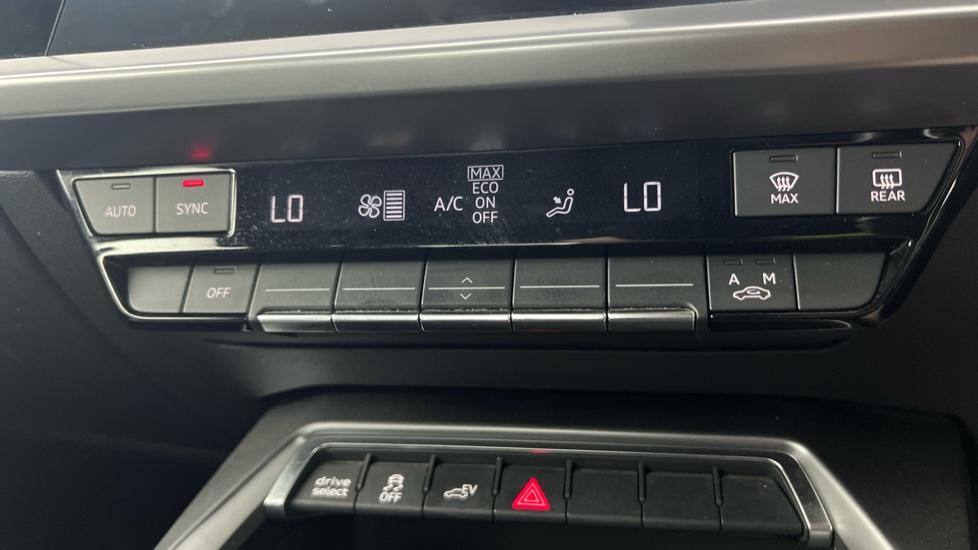 AUTO SYNC LO A/C MAX LO MAX REAR
ECO
ON
OFF
OFF A M
drive
select OFF EV